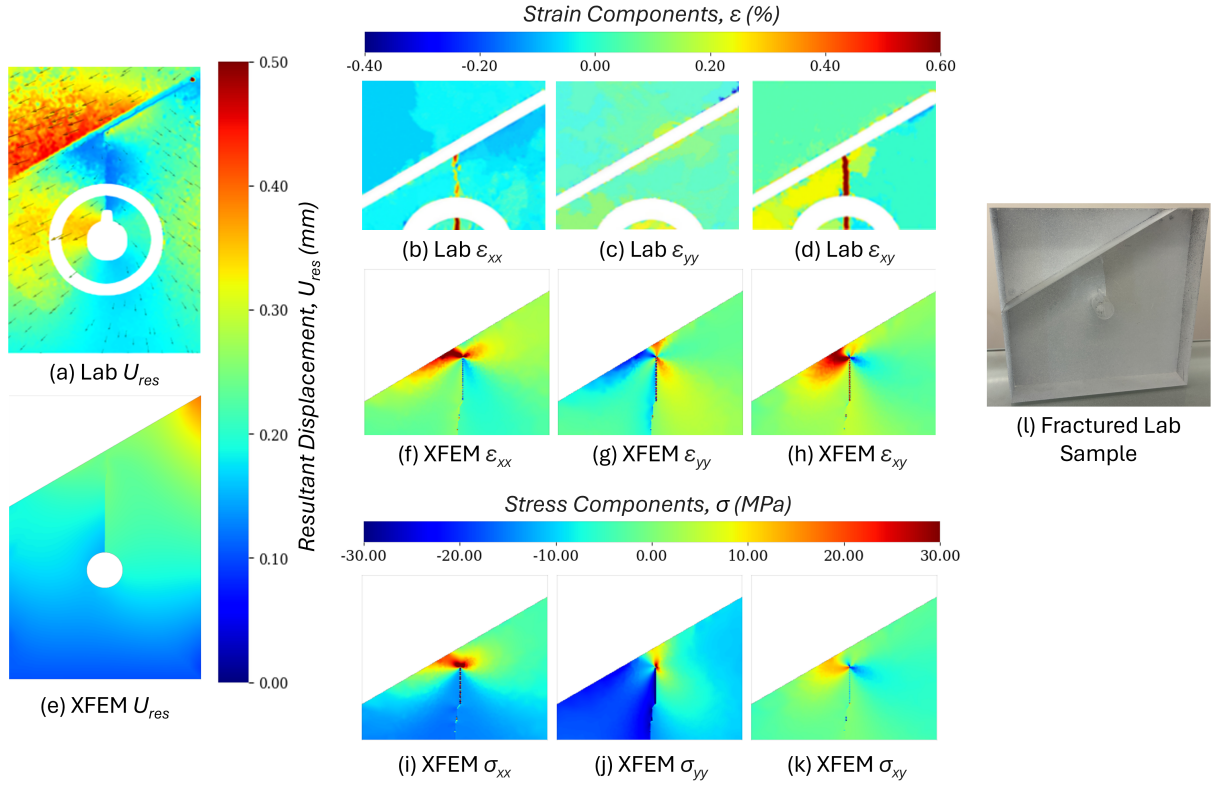 Strain Components, ε (%)
-0.40 -0.20 0.00 0.20 0.40 0.60
0.50
0.40
0.30
0.20
0.10
0.00
Resultant Displacement, Ures (mm)
(a) Lab Ures
(b) Lab εxx
(c) Lab εyy
(d) Lab εxy
(e) XFEM Ures
(f) XFEM εxx
(g) XFEM εyy
(h) XFEM εxy
Stress Components, σ (MPa)
-30.00 -20.00 -10.00 0.00 10.00 20.00 30.00
(i) XFEM σxx
(j) XFEM σyy
(k) XFEM σxy
(l) Fractured Lab
Sample